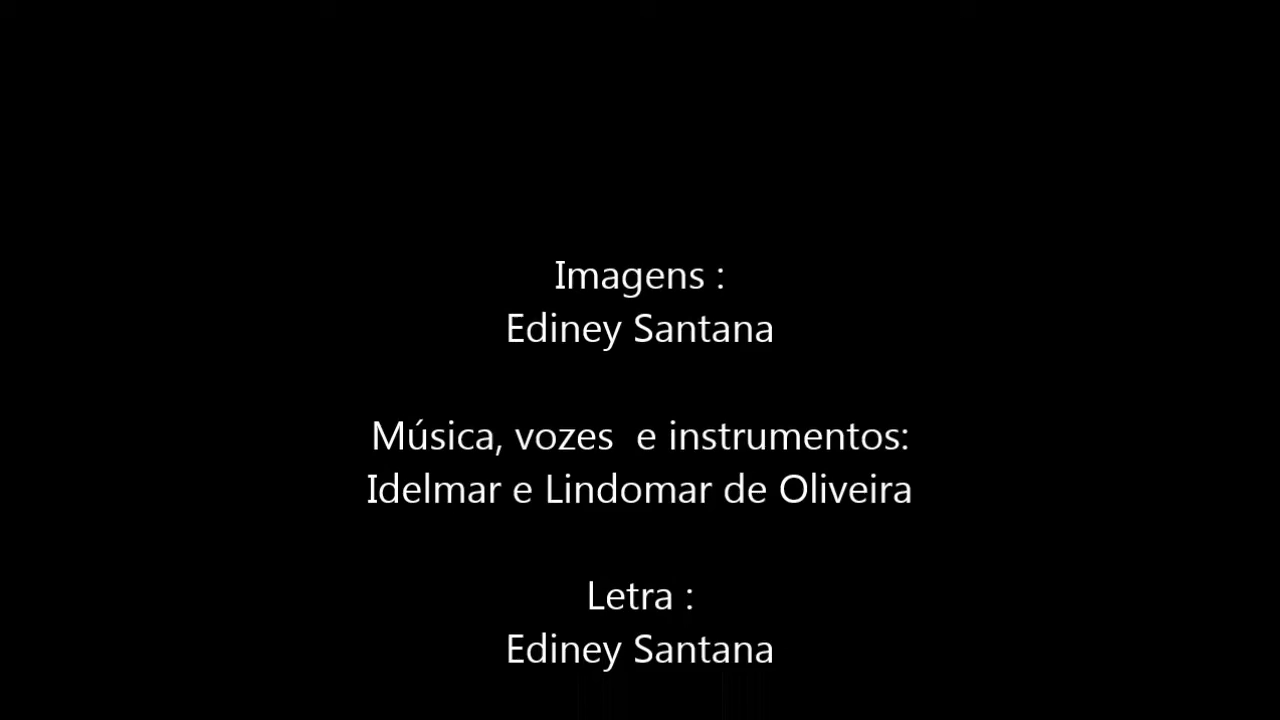 Imagens :
Ediney Santana
Música, vozes  e instrumentos:
Idelmar e Lindomar de Oliveira
Letra :
Ediney Santana